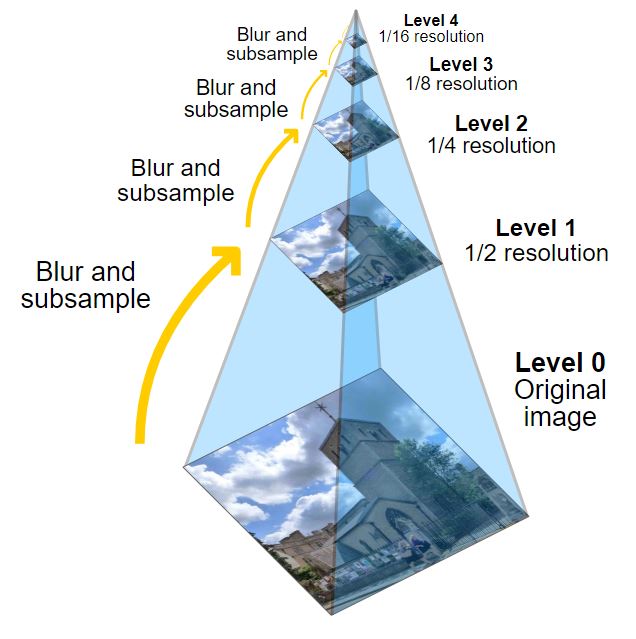 Level 4
1/16 resolution
Blur and
subsample
Level 3
1/8 resolution
Blur and
subsample
Level 2
1/4 resolution
Blur and
subsample
Level 1
1/2 resolution
Blur and
subsample
Level 0
Original
image